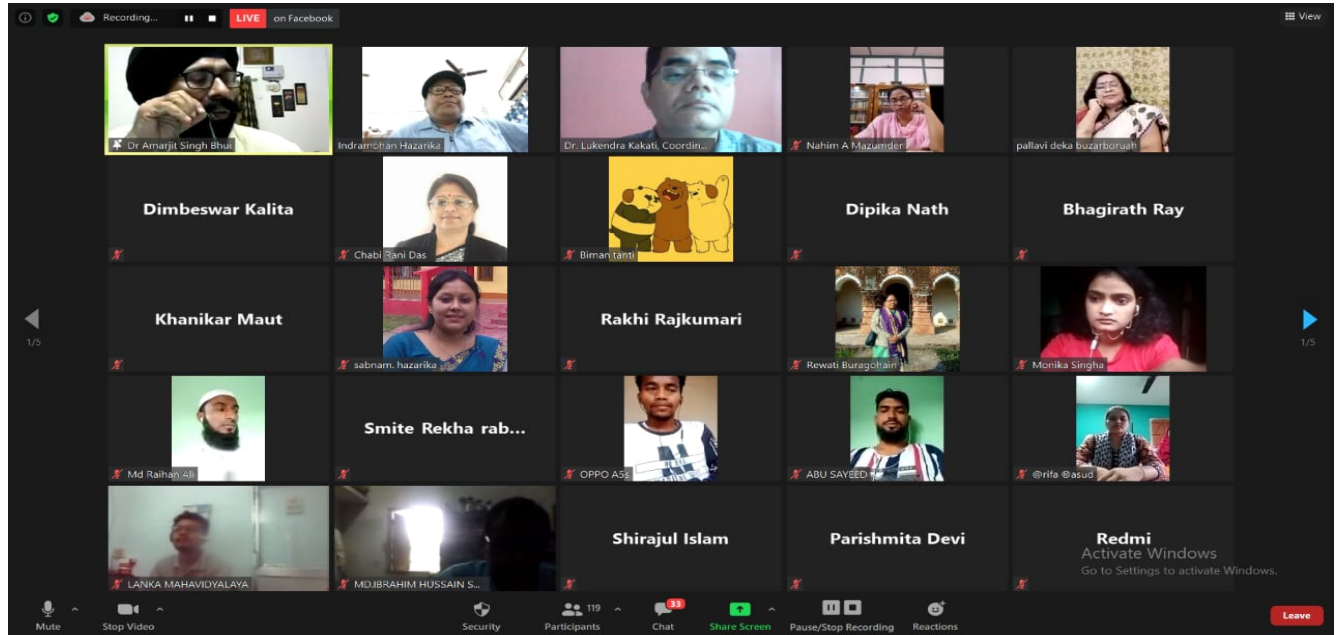 Recording...
LIVE on Facebook
View
Dr Amarjit Singh Bhui
Indramohan Hazarika
Dr. Lukendra Kakati, Coordin...
Nahim A Mazumder
pallavi deka buzarboruah
Dimbeswar Kalita
Chabi Rani Das
Biman tanti
Dipika Nath
Bhagirath Ray
Khanikar Maut
sabnam. hazarika
Rakhi Rajkumari
Rewati Buragohain
Monika Singha
1/5
1/5
Md Raihan Ali
Smite Rekha rab...
OPPO A5s
ABU SAYEED
@rifa @asud
LANKA MAHAVIDYALAYA
MD.IBRAHIM HUSSAIN S...
Shirajul Islam
Parishmita Devi
Redmi
Activate Windows
Go to Settings to activate Windows.
Mute
Stop Video
Security
Participants 119
Chat 33
Share Screen
Pause/Stop Recording
Reactions
Leave